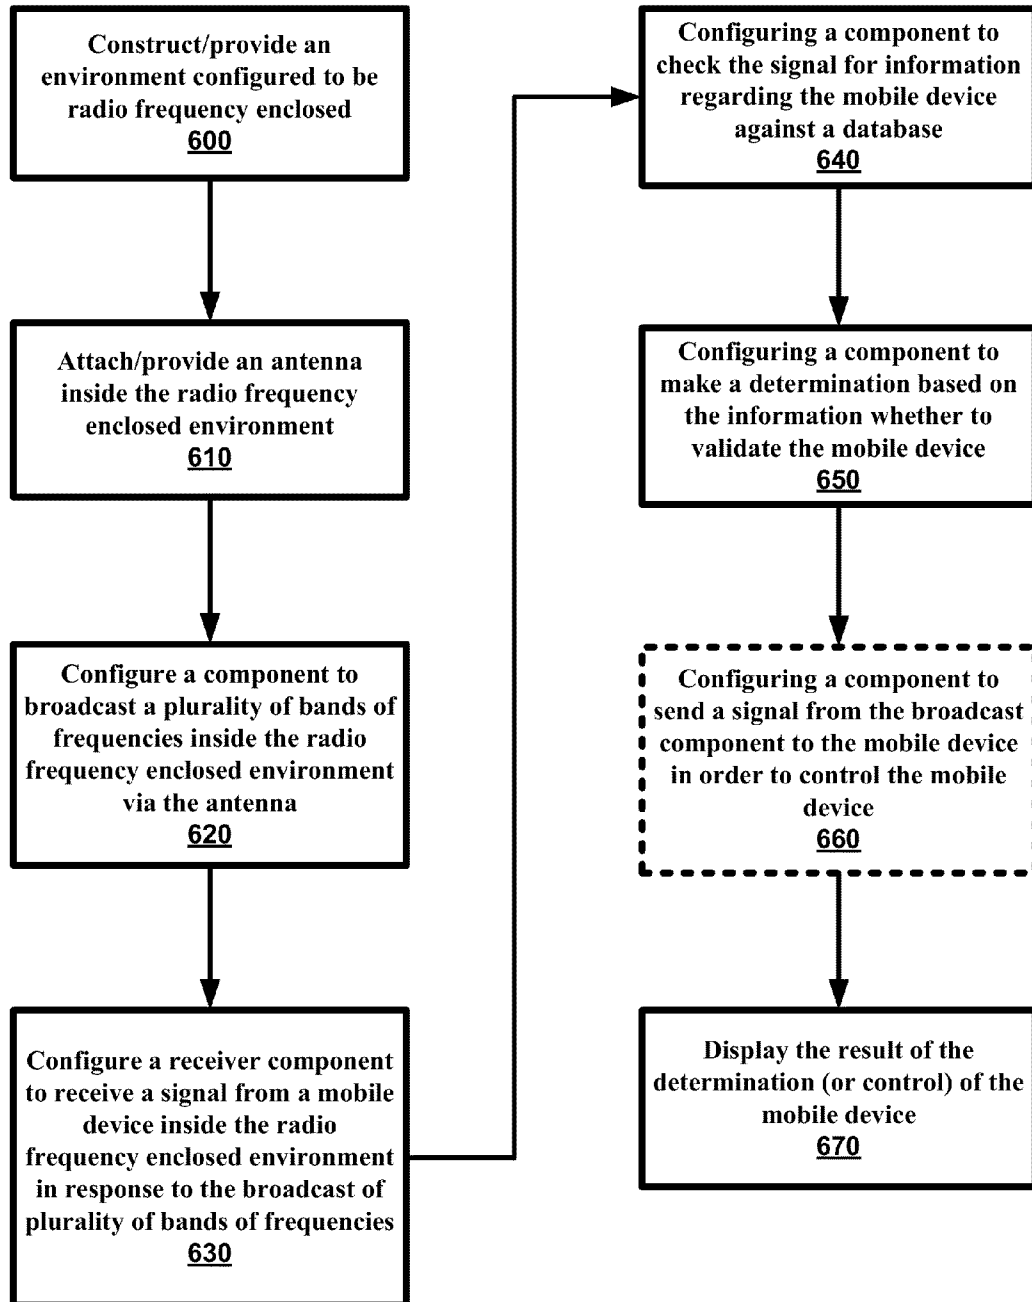 Construct/provide an
environment configured to be
radio frequency enclosed
600
Attach/provide an antenna
inside the radio frequency
enclosed environment
610
Configure a component to
broadcast a plurality of bands of
frequencies inside the radio
frequency enclosed environment
via the antenna
620
Configure a receiver component
to receive a signal from a mobile
device inside the radio
frequency enclosed environment
in response to the broadcast of
plurality of bands of frequencies
630
Configuring a component to
check the signal for information
regarding the mobile device
against a database
640
Configuring a component to
make a determination based on
the information whether to
validate the mobile device
650
Configuring a component to
send a signal from the broadcast
component to the mobile device
in order to control the mobile
device
660
Display the result of the
determination (or control) of the
mobile device
670